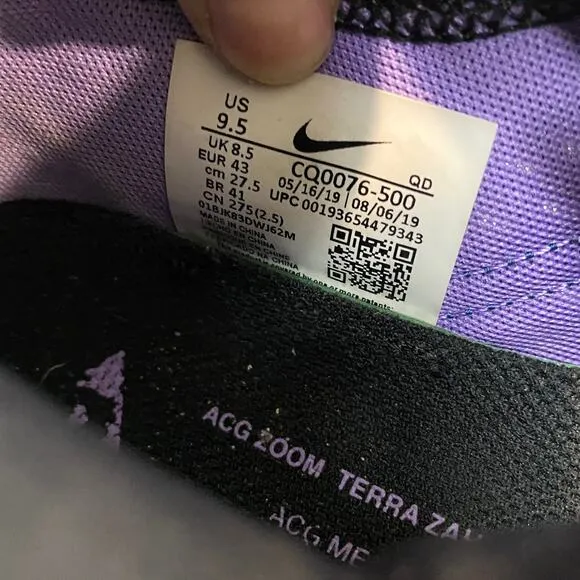 US
9.5
UK 8.5
EUR 43
cm 27.5
BR 41
CN 275(2.5)
01BJK83DWJ62M
MADE IN CHINA
CQ0076-500 QD
05/16/19 | 08/06/19
UPC 00193654479343
ACG ZOOM TERRA
ACG